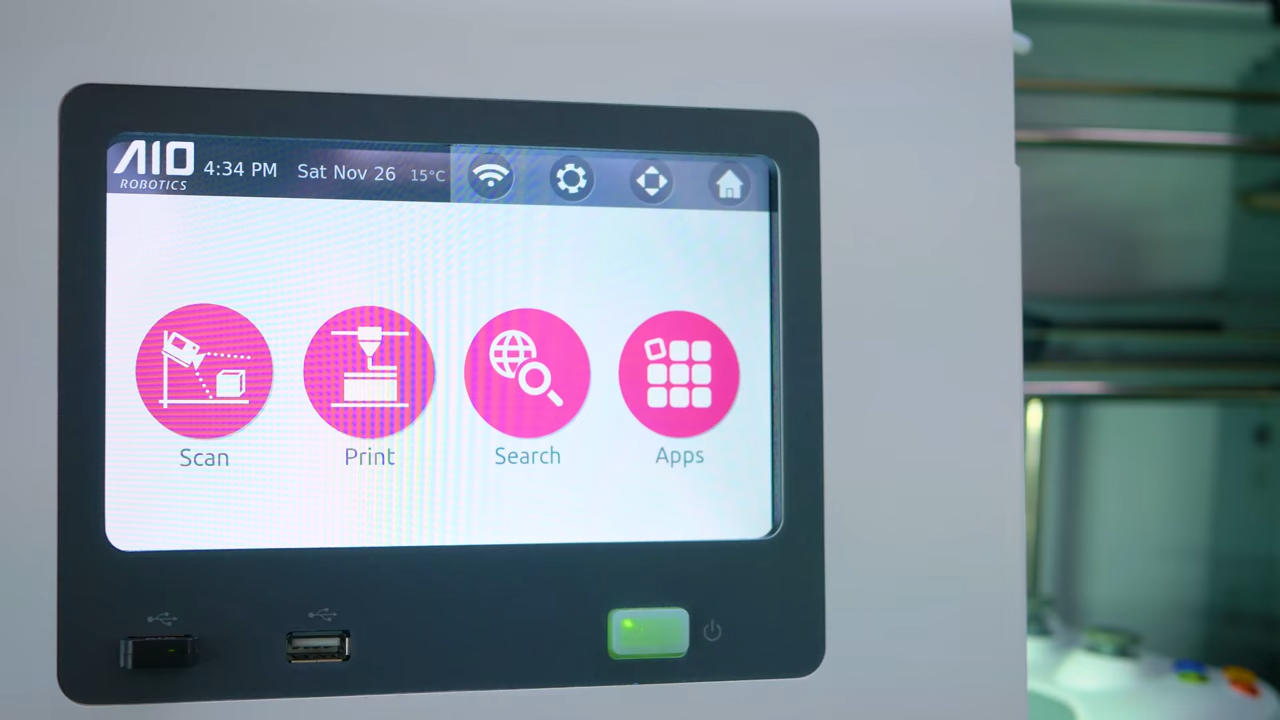 AIO
ROBOTICS
4:34 PM Sat Nov 26 15°C
Scan
Print
Search
Apps